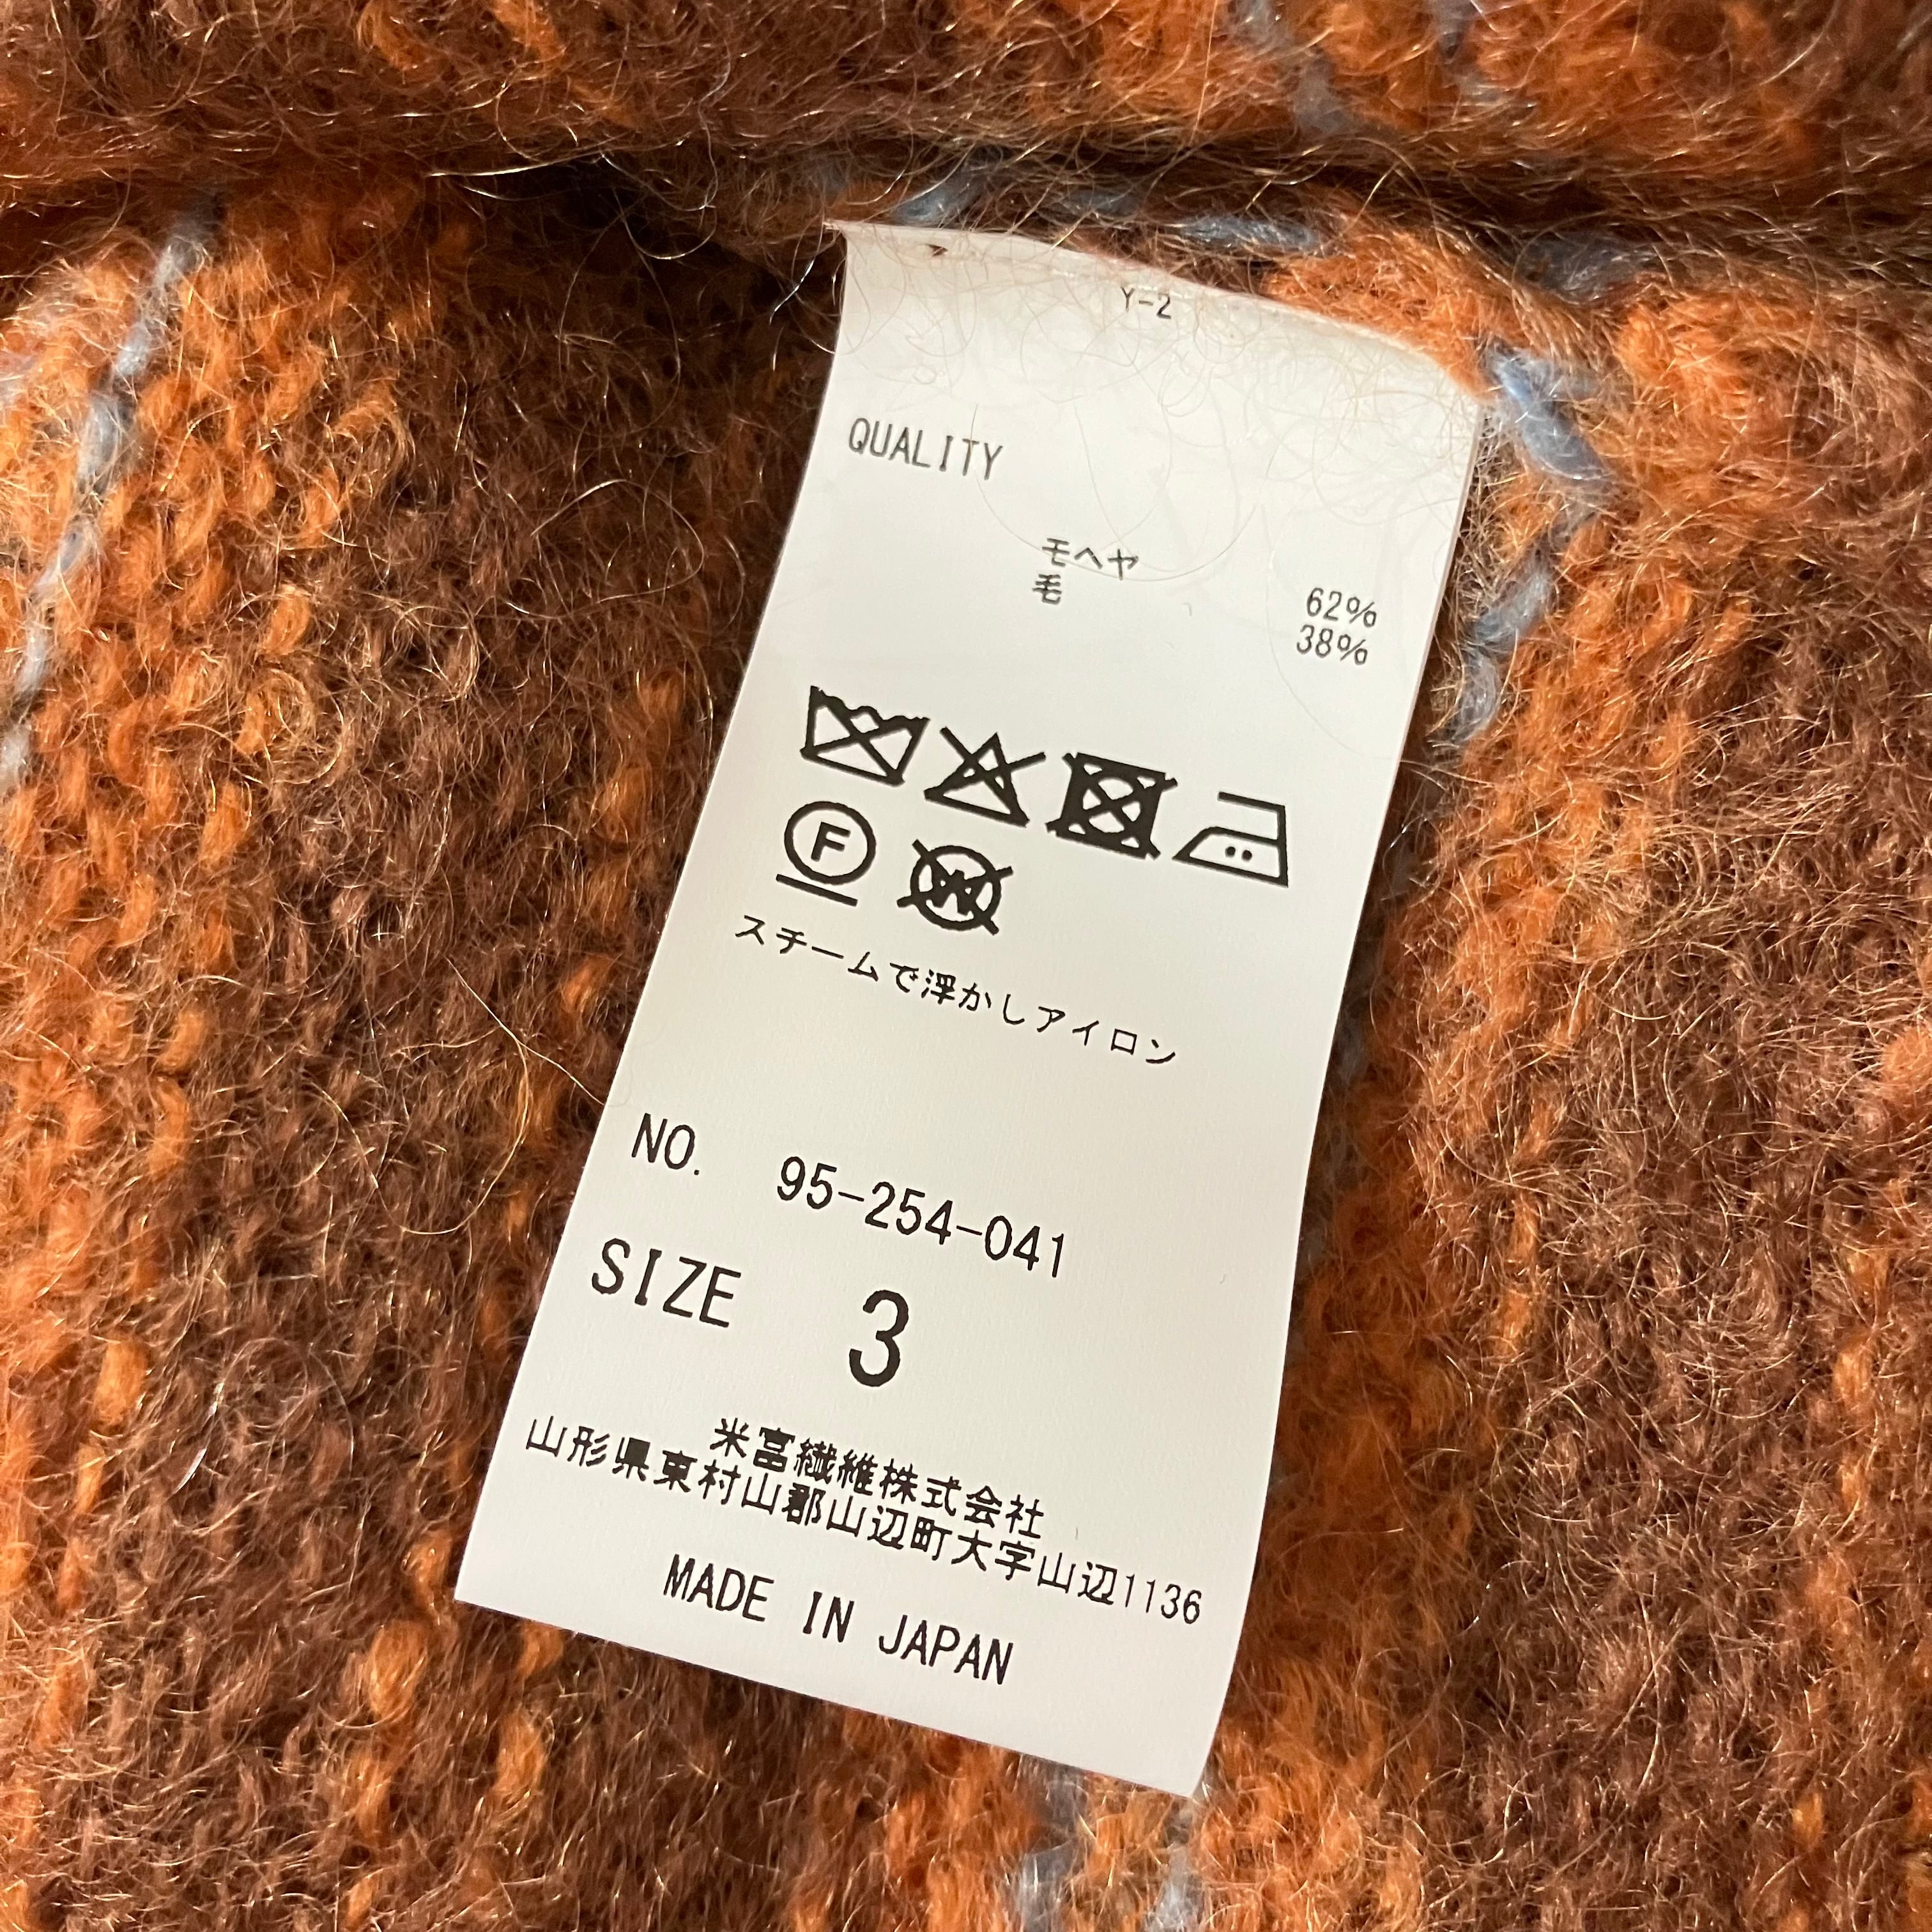 Y-2
QUALITY
モヘヤ 62%
毛 38%
F W
スチームで浮かしアイロン
NO. 95-254-041
SIZE 3
米富繊維株式会社
山形県東村山郡山辺町大字山辺1136
MADE IN JAPAN